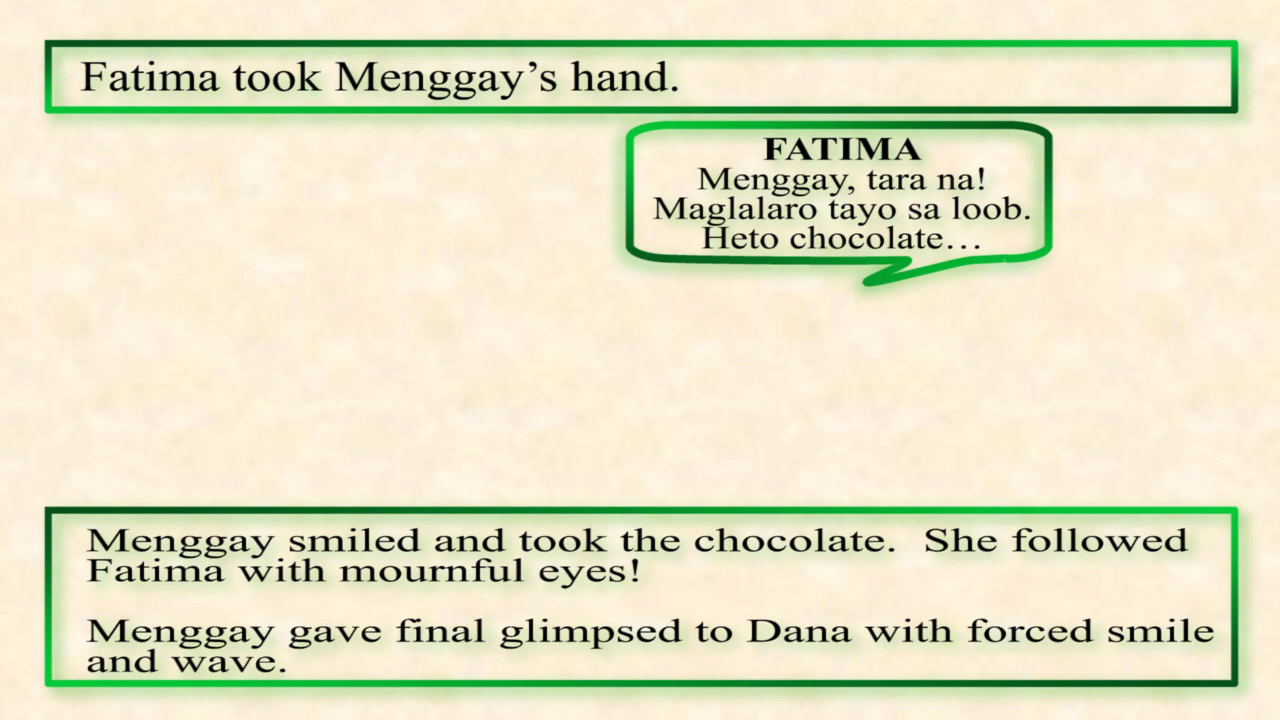 Fatima took Menggay’s hand.
FATIMA
Menggay, tara na!
Maglalaro tayo sa loob.
Heto chocolate…
Menggay smiled and took the chocolate.  She followed
Fatima with mournful eyes!
Menggay gave final glimpsed to Dana with forced smile
and wave.